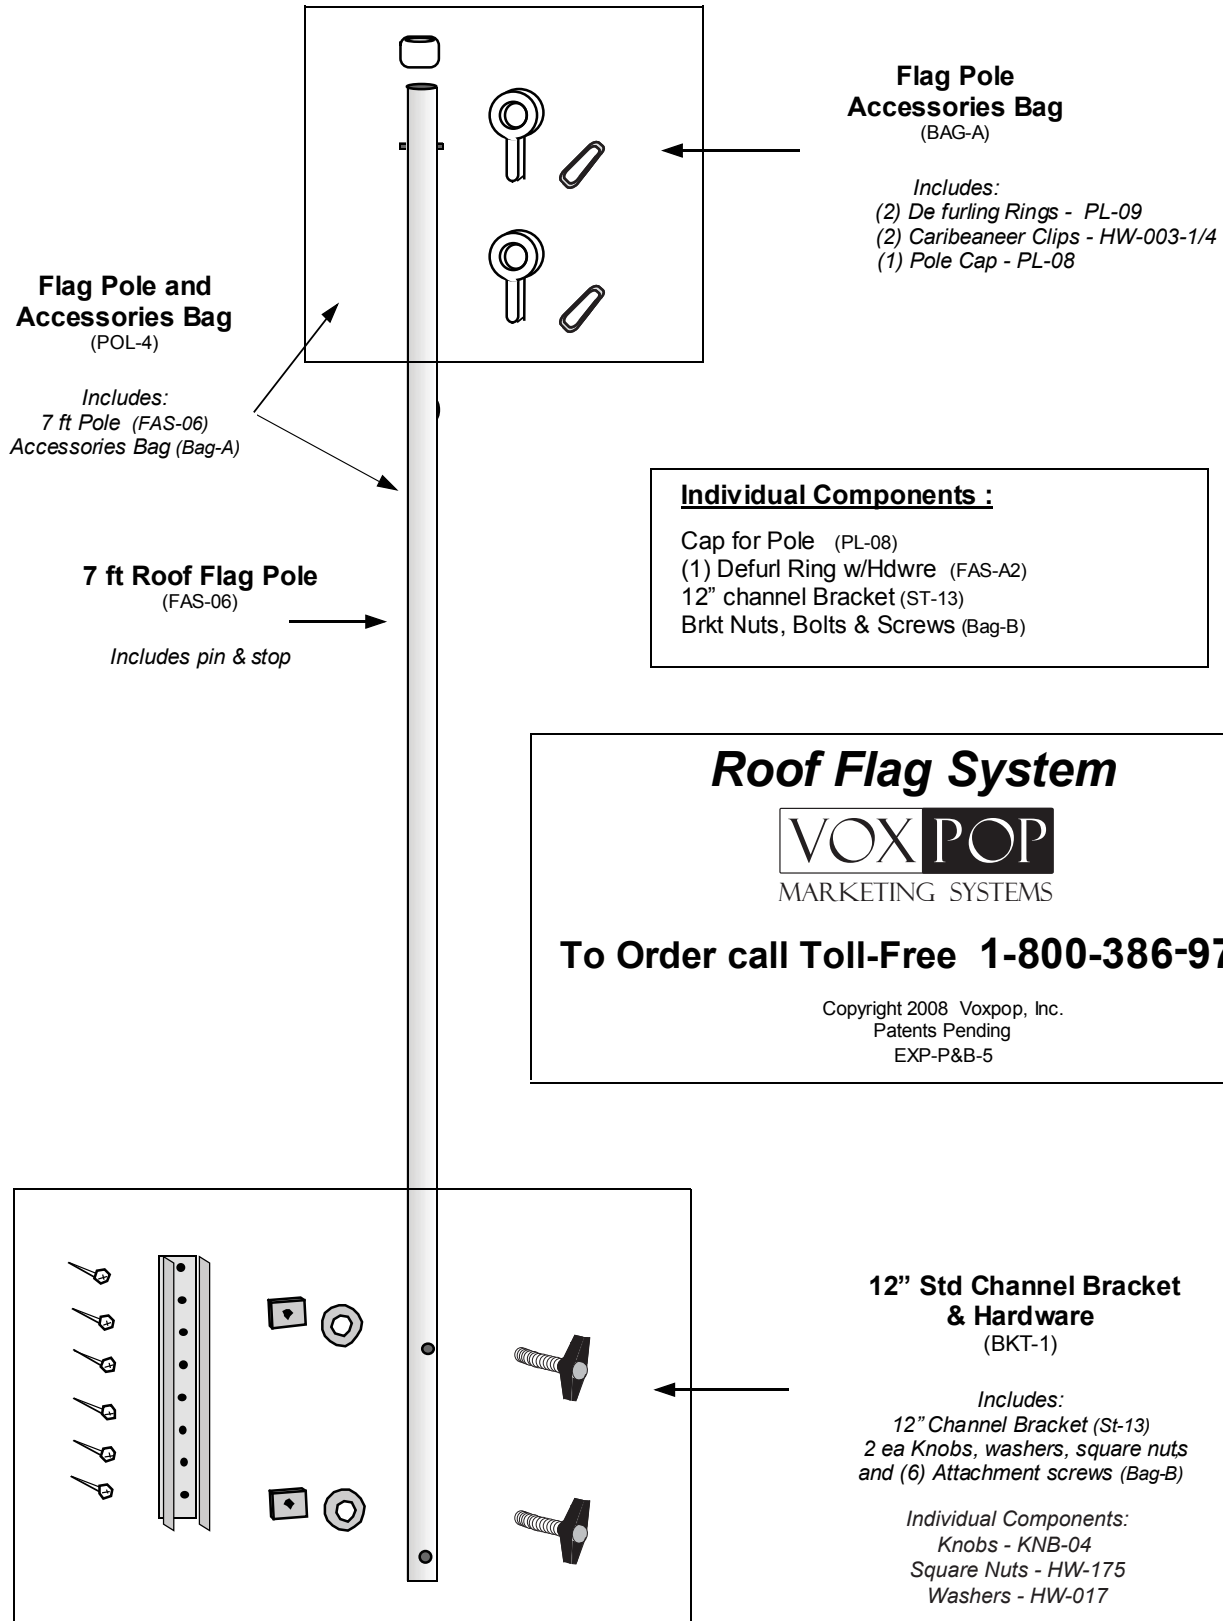 Flag Pole
Accessories Bag
(BAG-A)
Includes:
(2) De furling Rings - PL-09
(2) Caribeaneer Clips - HW-003-1/4
(1) Pole Cap - PL-08
Flag Pole and
Accessories Bag
(POL-4)
Includes:
7 ft Pole (FAS-06)
Accessories Bag (Bag-A)
Individual Components :
Cap for Pole (PL-08)
(1) Defurl Ring w/Hdwre (FAS-A2)
12” channel Bracket (ST-13)
Brkt Nuts, Bolts & Screws (Bag-B)
7 ft Roof Flag Pole
(FAS-06)
Includes pin & stop
Roof Flag System
VOX POP
MARKETING SYSTEMS
To Order call Toll-Free 1-800-386-97
Copyright 2008 Voxpop, Inc.
Patents Pending
EXP-P&B-5
12” Std Channel Bracket
& Hardware
(BKT-1)
Includes:
12” Channel Bracket (St-13)
2 ea Knobs, washers, square nuts,
and (6) Attachment screws (Bag-B)
Individual Components:
Knobs - KNB-04
Square Nuts - HW-175
Washers - HW-017